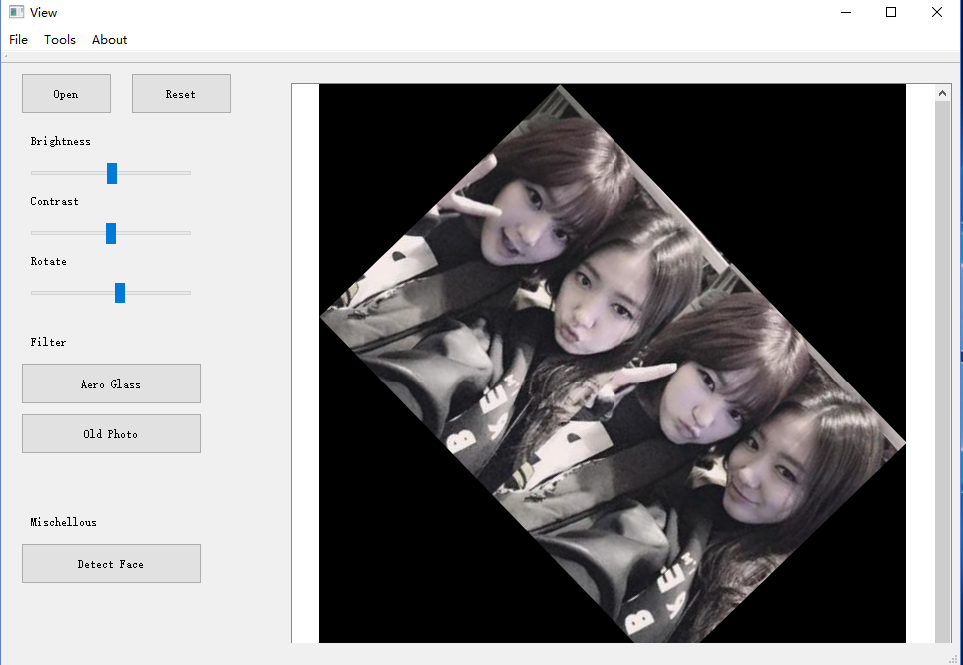 View
File Tools About
Open Reset
Brightness
Contrast
Rotate
Filter
Aero Glass
Old Photo
Mischellous
Detect Face